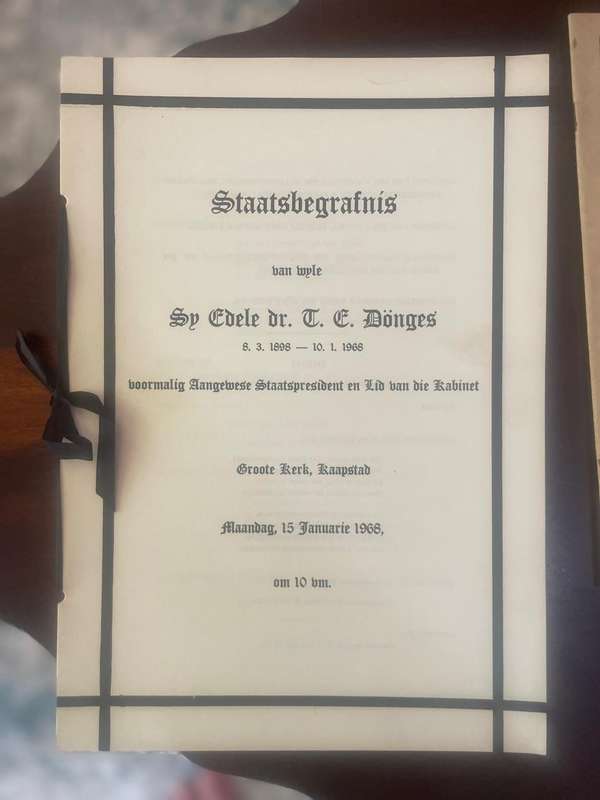 Staatsbegrafnis
van wyle
Sy Edele dr. T. E. Dönges
8. 3. 1898 — 10. 1. 1968
voormalig Aangewese Staatspresident en Lid van die Kabinet
Groote Kerk, Kaapstad
Maandag, 15 Januarie 1968,
om 10 vm.